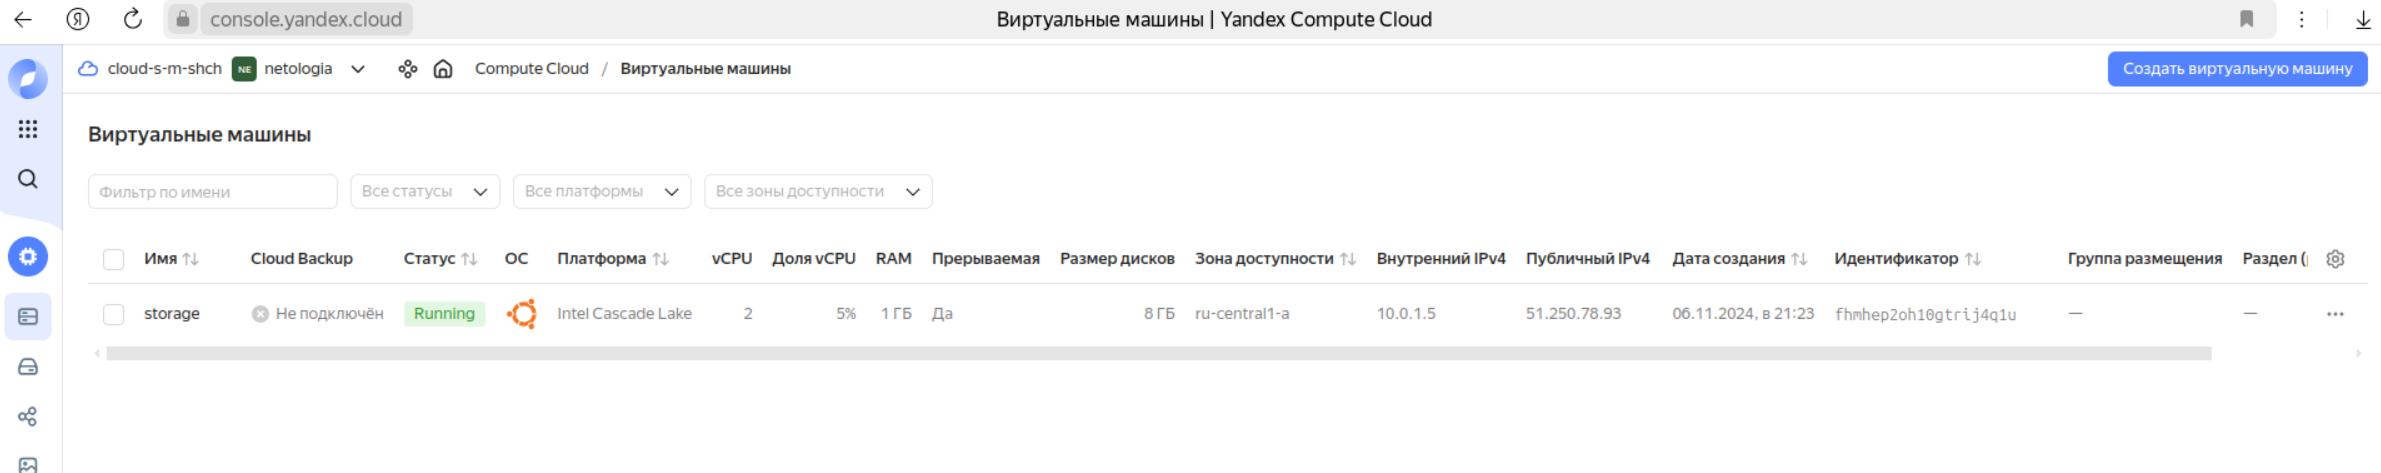 console.yandex.cloud Виртуальные машины | Yandex Compute Cloud
cloud-s-m-shch NE netologia Compute Cloud / Виртуальные машины Создать виртуальную машину
Виртуальные машины
Фильтр по имени Все статусы Все платформы Все зоны доступности
Имя Cloud Backup Статус ОС Платформа vCPU Доля vCPU RAM Прерываемая Размер дисков Зона доступности Внутренний IPv4 Публичный IPv4 Дата создания Идентификатор Группа размещения Раздел (
storage Не подключён Running Intel Cascade Lake 2 5% 1 ГБ Да 8 ГБ ru-central1-a 10.0.1.5 51.250.78.93 06.11.2024, в 21:23 fhmhep2oh10gtrij4q1u — —